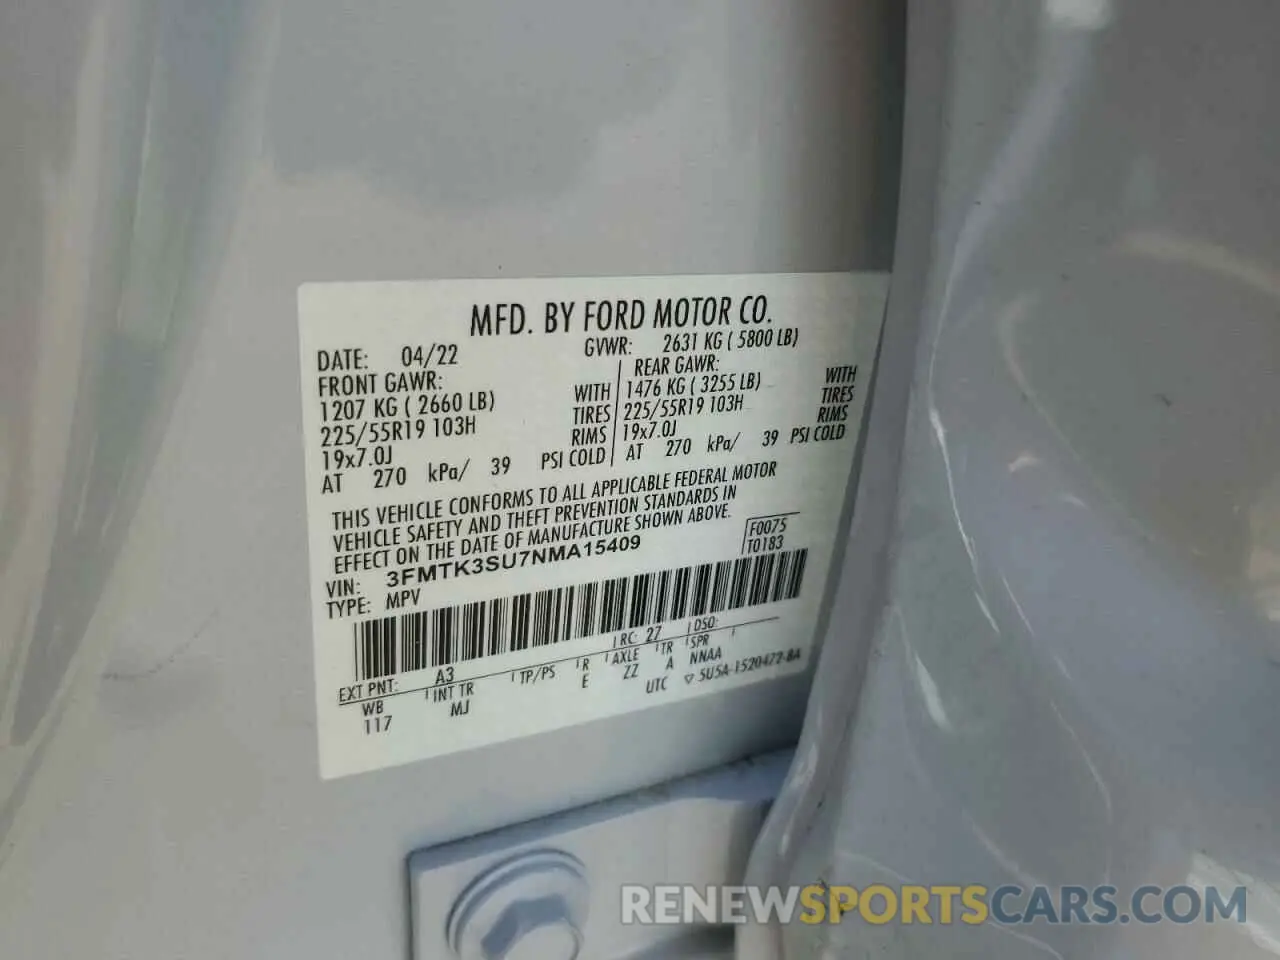 MFD. BY FORD MOTOR CO.
DATE: 04/22 GVWR: 2631 KG ( 5800 LB)
FRONT GAWR: REAR GAWR:
1207 KG ( 2660 LB) WITH 1476 KG ( 3255 LB) WITH
225/55R19 103H TIRES 225/55R19 103H TIRES
19x7.0J RIMS 19x7.0J RIMS
AT 270 kPa/ 39 PSI COLD AT 270 kPa/ 39 PSI COLD
THIS VEHICLE CONFORMS TO ALL APPLICABLE FEDERAL MOTOR
VEHICLE SAFETY AND THEFT PREVENTION STANDARDS IN
EFFECT ON THE DATE OF MANUFACTURE SHOWN ABOVE.
VIN: 3FMTK3SU7NMA15409 F0075
TYPE: MPV T0183
EXT PNT: A3 RC: 27 DSO:
WB INT TR TP/PS R AXLE TR SPR
117 MJ E ZZ A NNAA
UTC ▽ 5U5A-1520472-BA
RENEWSPORTSCARS.COM